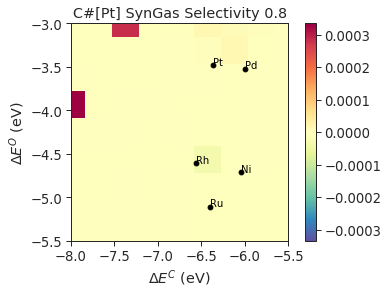 C#[Pt] SynGas Selectivity 0.8
−3.0
−3.5
−4.0
−4.5
−5.0
−5.5
ΔE^O (eV)
Pt
Pd
Rh
Ni
Ru
−8.0 −7.5 −7.0 −6.5 −6.0 −5.5
ΔE^C (eV)
0.0003
0.0002
0.0001
0.0000
−0.0001
−0.0002
−0.0003